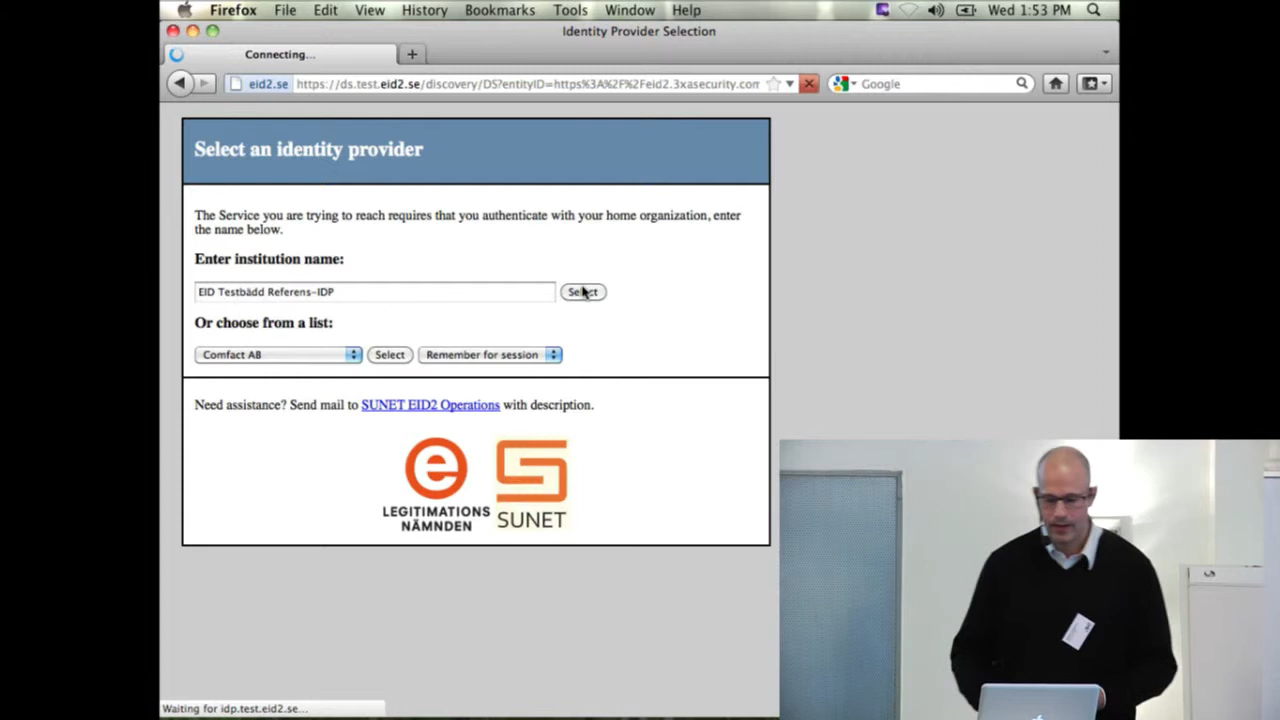 Firefox File Edit View History Bookmarks Tools Window Help Wed 1:53 PM
Identity Provider Selection
Connecting...
eid2.se https://ds.test.eid2.se/discovery/DS?entityID=https%3A%2F%2Feid2.3xasecurity.com Google
Select an identity provider
The Service you are trying to reach requires that you authenticate with your home organization, enter
the name below.
Enter institution name:
EID Testbädd Referens-IDP Select
Or choose from a list:
Comfact AB Select Remember for session
Need assistance? Send mail to SUNET EID2 Operations with description.
e
LEGITIMATIONS
NÄMNDEN
S
SUNET
Waiting for idp.test.eid2.se...